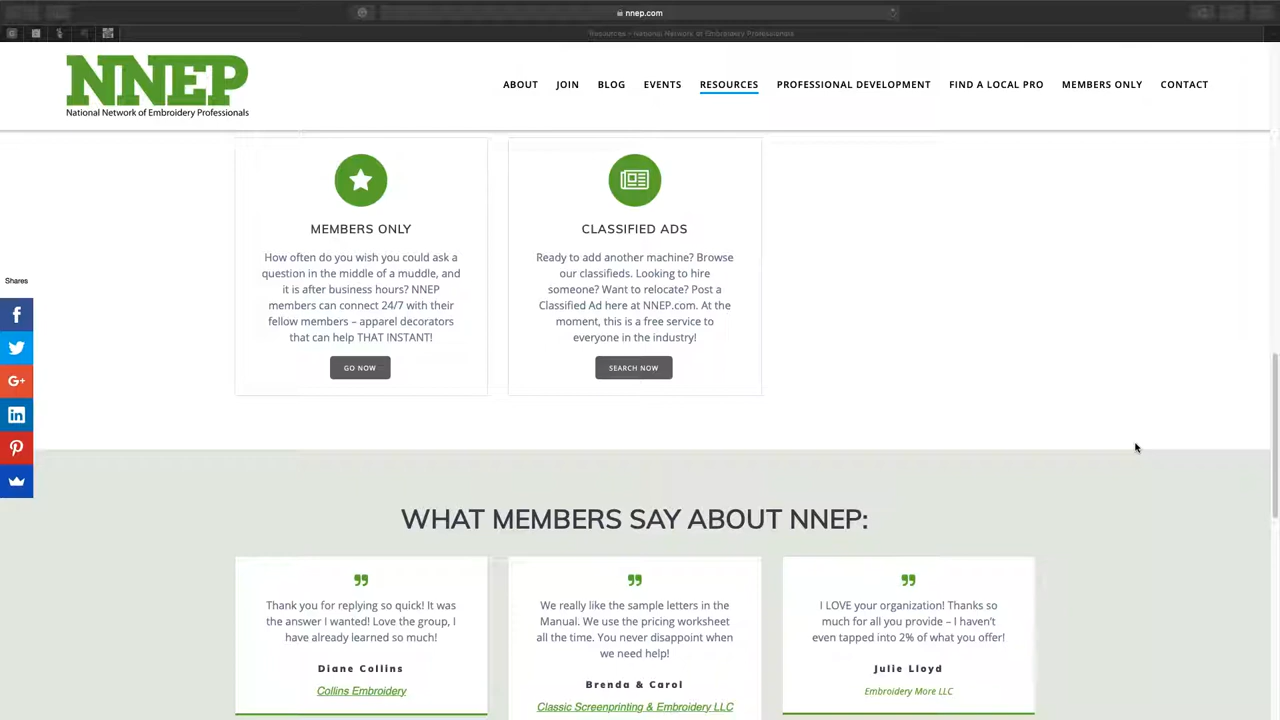 nnep.com
Resources – National Network of Embroidery Professionals
NNEP
National Network of Embroidery Professionals
ABOUT JOIN BLOG EVENTS RESOURCES PROFESSIONAL DEVELOPMENT FIND A LOCAL PRO MEMBERS ONLY CONTACT
MEMBERS ONLY
How often do you wish you could ask a
question in the middle of a muddle, and
it is after business hours? NNEP
members can connect 24/7 with their
fellow members – apparel decorators
that can help THAT INSTANT!
GO NOW
CLASSIFIED ADS
Ready to add another machine? Browse
our classifieds. Looking to hire
someone? Want to relocate? Post a
Classified Ad here at NNEP.com. At the
moment, this is a free service to
everyone in the industry!
SEARCH NOW
Shares
WHAT MEMBERS SAY ABOUT NNEP:
Thank you for replying so quick! It was
the answer I wanted! Love the group, I
have already learned so much!
Diane Collins
Collins Embroidery
We really like the sample letters in the
Manual. We use the pricing worksheet
all the time. You never disappoint when
we need help!
Brenda & Carol
Classic Screenprinting & Embroidery LLC
I LOVE your organization! Thanks so
much for all you provide – I haven't
even tapped into 2% of what you offer!
Julie Lloyd
Embroidery More LLC